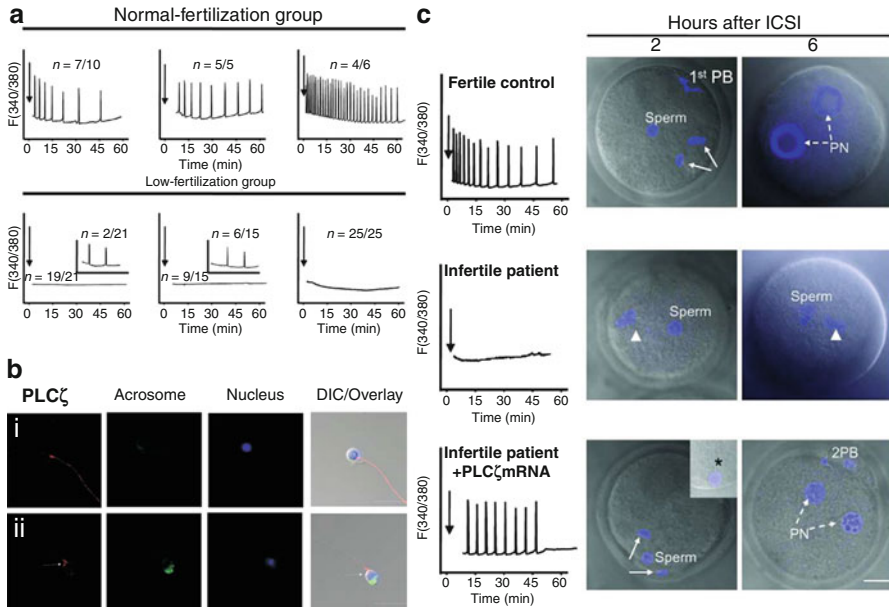 a
Normal-fertilization group
n = 7/10
n = 5/5
n = 4/6
F(340/380)
0 15 30 45 60
0 15 30 45 60
0 15 30 45 60
Time (min)
Time (min)
Time (min)
Low-fertilization group
n = 2/21
n = 6/15
n = 25/25
n = 19/21
n = 9/15
F(340/380)
0 15 30 45 60
0 15 30 45 60
0 15 30 45 60
Time (min)
Time (min)
Time (min)
b
PLCζ
Acrosome
Nucleus
DIC/Overlay
i
ii
c
Hours after ICSI
2
6
Fertile control
F(340/380)
0 15 30 45 60
Time (min)
1st PB
Sperm
PN
Infertile patient
F(340/380)
0 15 30 45 60
Time (min)
Sperm
Sperm
Infertile patient
+PLCζmRNA
F(340/380)
0 15 30 45 60
Time (min)
*
Sperm
2PB
PN